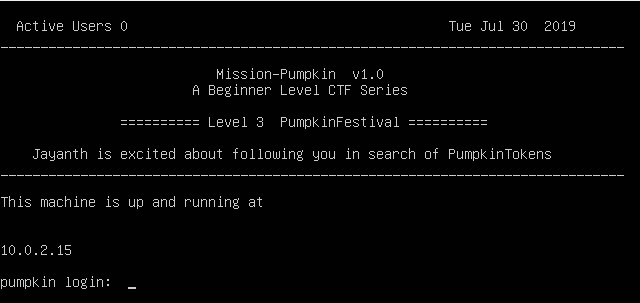 Active Users 0 Tue Jul 30 2019
Mission-Pumpkin v1.0
A Beginner Level CTF Series
========== Level 3 PumpkinFestival ==========
Jayanth is excited about following you in search of PumpkinTokens
This machine is up and running at
10.0.2.15
pumpkin login: _